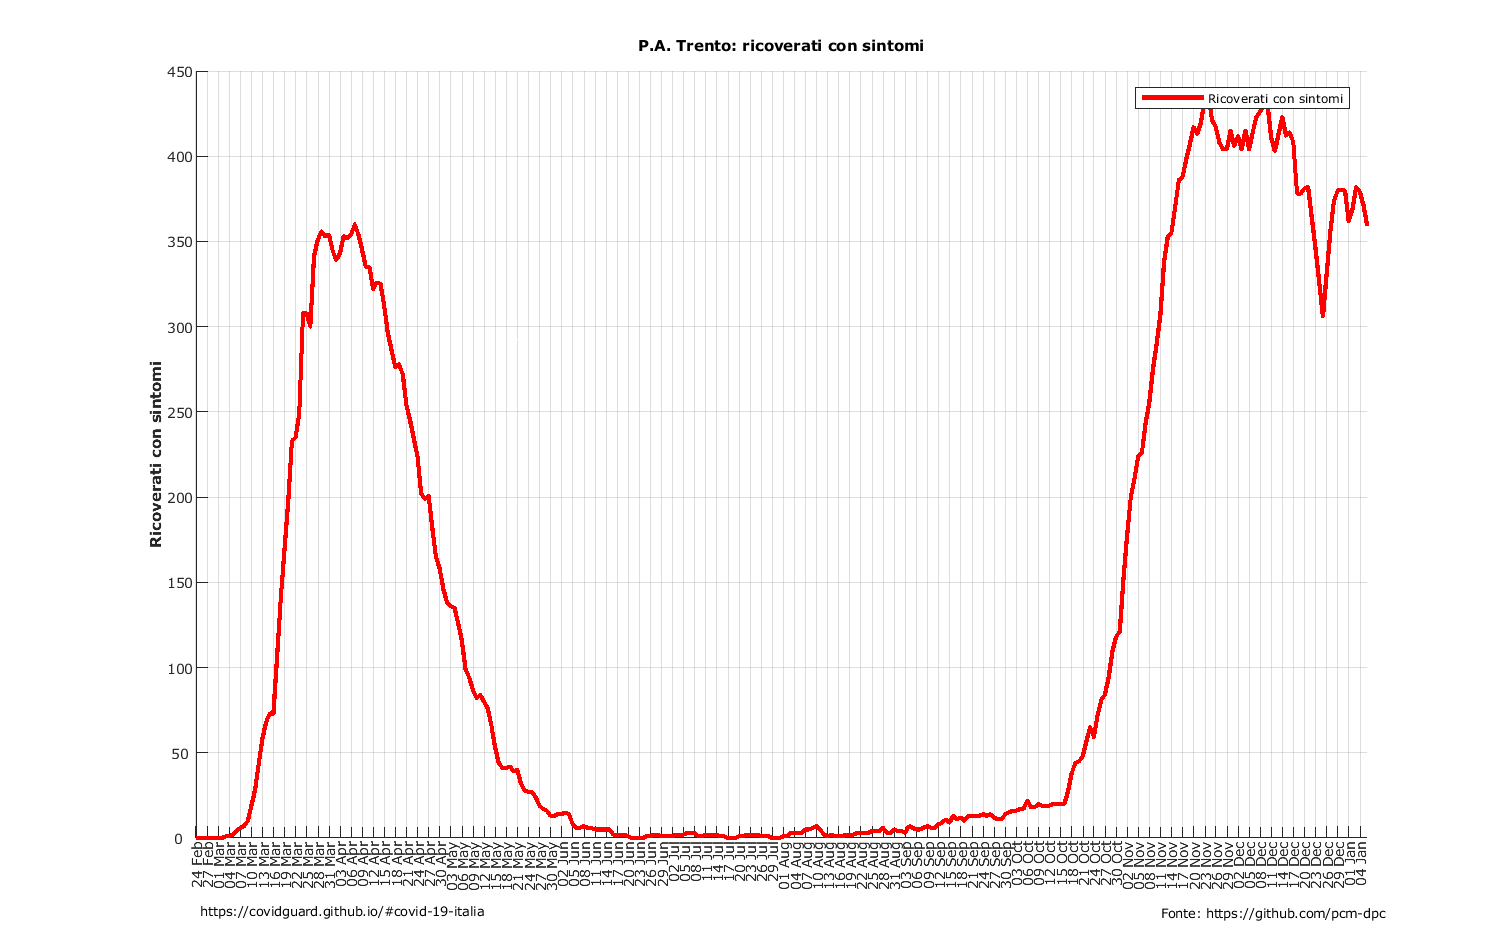 P.A. Trento: ricoverati con sintomi
Ricoverati con sintomi
450
400
350
300
250
200
150
100
50
0
Ricoverati con sintomi
24 Feb
27 Feb
01 Mar
04 Mar
07 Mar
10 Mar
13 Mar
16 Mar
19 Mar
22 Mar
25 Mar
28 Mar
31 Mar
03 Apr
06 Apr
09 Apr
12 Apr
15 Apr
18 Apr
21 Apr
24 Apr
27 Apr
30 Apr
03 May
06 May
09 May
12 May
15 May
18 May
21 May
24 May
27 May
30 May
02 Jun
05 Jun
08 Jun
11 Jun
14 Jun
17 Jun
20 Jun
23 Jun
26 Jun
29 Jun
02 Jul
05 Jul
08 Jul
11 Jul
14 Jul
17 Jul
20 Jul
23 Jul
26 Jul
29 Jul
01 Aug
04 Aug
07 Aug
10 Aug
13 Aug
16 Aug
19 Aug
22 Aug
25 Aug
28 Aug
31 Aug
03 Sep
06 Sep
09 Sep
12 Sep
15 Sep
18 Sep
21 Sep
24 Sep
27 Sep
30 Sep
03 Oct
06 Oct
09 Oct
12 Oct
15 Oct
18 Oct
21 Oct
24 Oct
27 Oct
30 Oct
02 Nov
05 Nov
08 Nov
11 Nov
14 Nov
17 Nov
20 Nov
23 Nov
26 Nov
29 Nov
02 Dec
05 Dec
08 Dec
11 Dec
14 Dec
17 Dec
20 Dec
23 Dec
26 Dec
29 Dec
01 Jan
04 Jan
https://covidguard.github.io/#covid-19-italia
Fonte: https://github.com/pcm-dpc